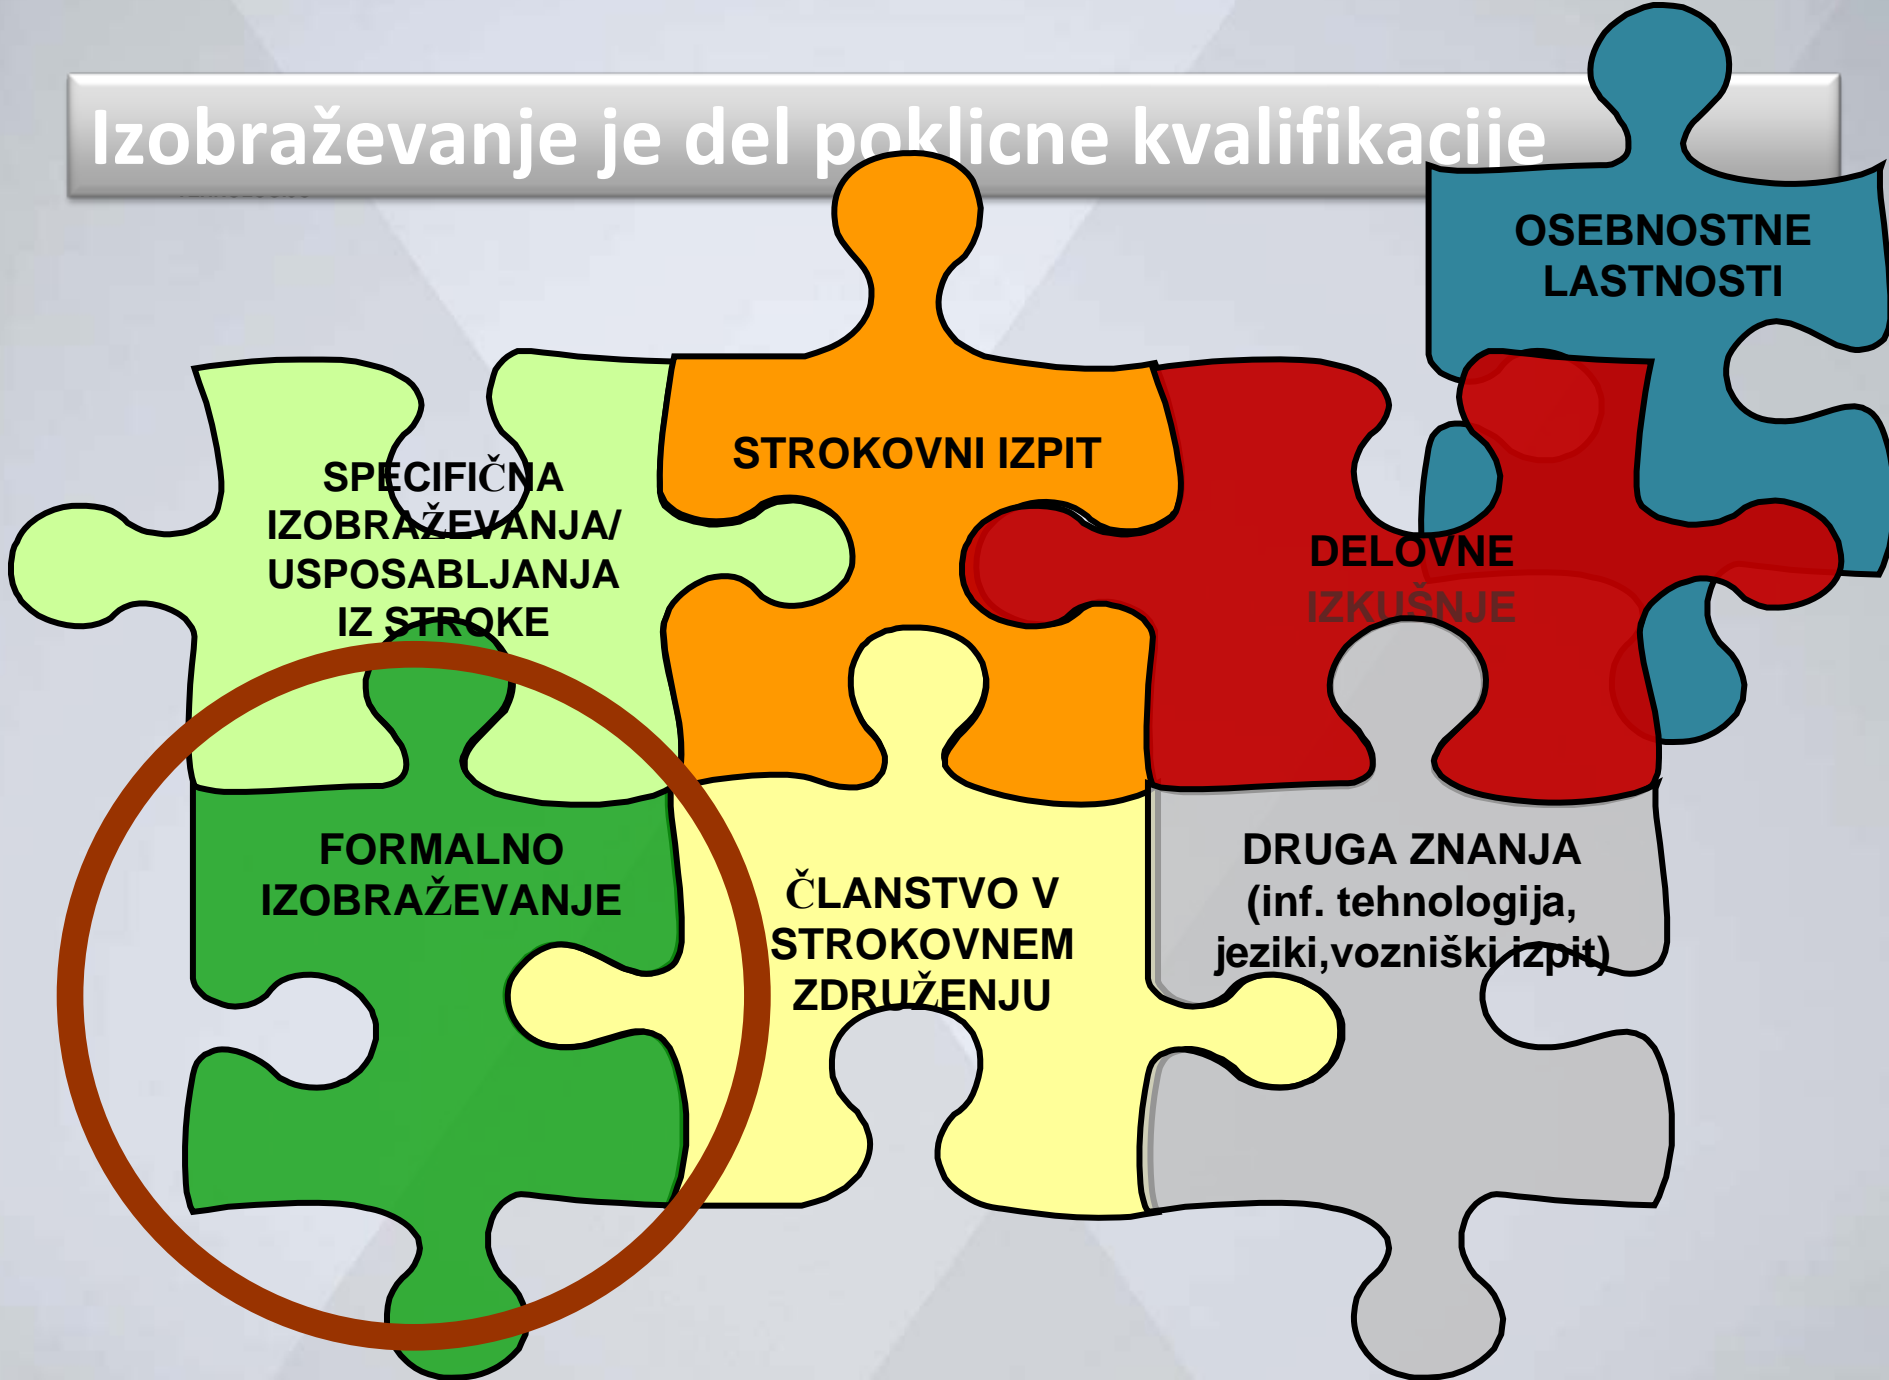 Izobraževanje je del poklicne kvalifikacije
OSEBNOSTNE
LASTNOSTI
STROKOVNI IZPIT
SPECIFIČNA
IZOBRAŽEVANJA/
USPOSABLJANJA
IZ STROKE
DELOVNE
IZKUŠNJE
FORMALNO
IZOBRAŽEVANJE
ČLANSTVO V
STROKOVNEM
ZDRUŽENJU
DRUGA ZNANJA
(inf. tehnologija,
jeziki,vozniški izpit)